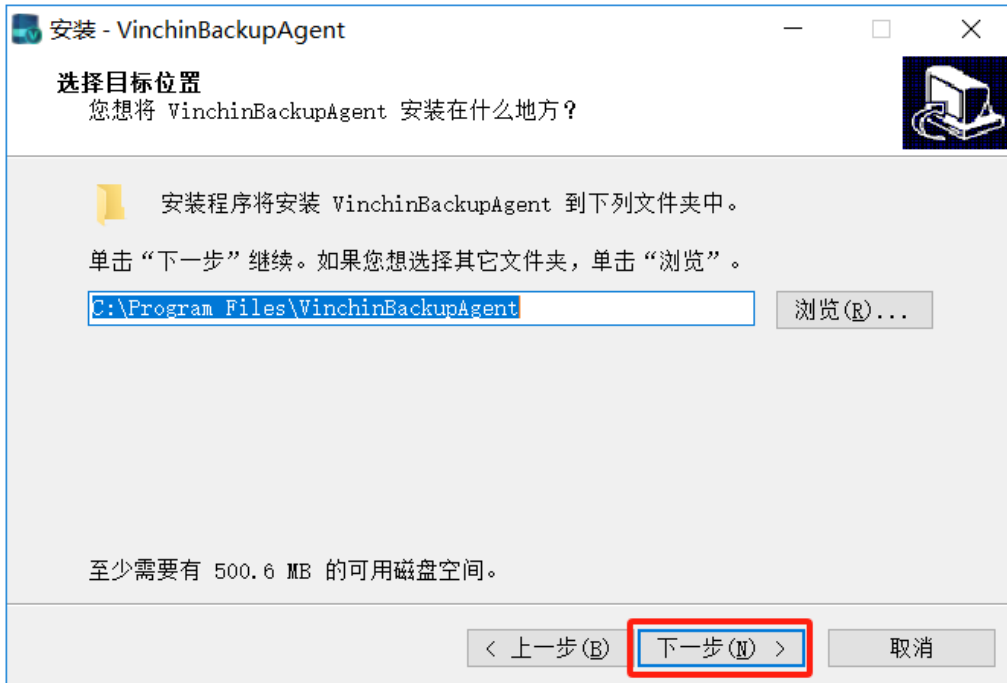 安装 - VinchinBackupAgent
选择目标位置
您想将 VinchinBackupAgent 安装在什么地方？
安装程序将安装 VinchinBackupAgent 到下列文件夹中。
单击“下一步”继续。如果您想选择其它文件夹，单击“浏览”。
C:\Program Files\VinchinBackupAgent
浏览(R)...
至少需要有 500.6 MB 的可用磁盘空间。
< 上一步(B) 下一步(N) > 取消